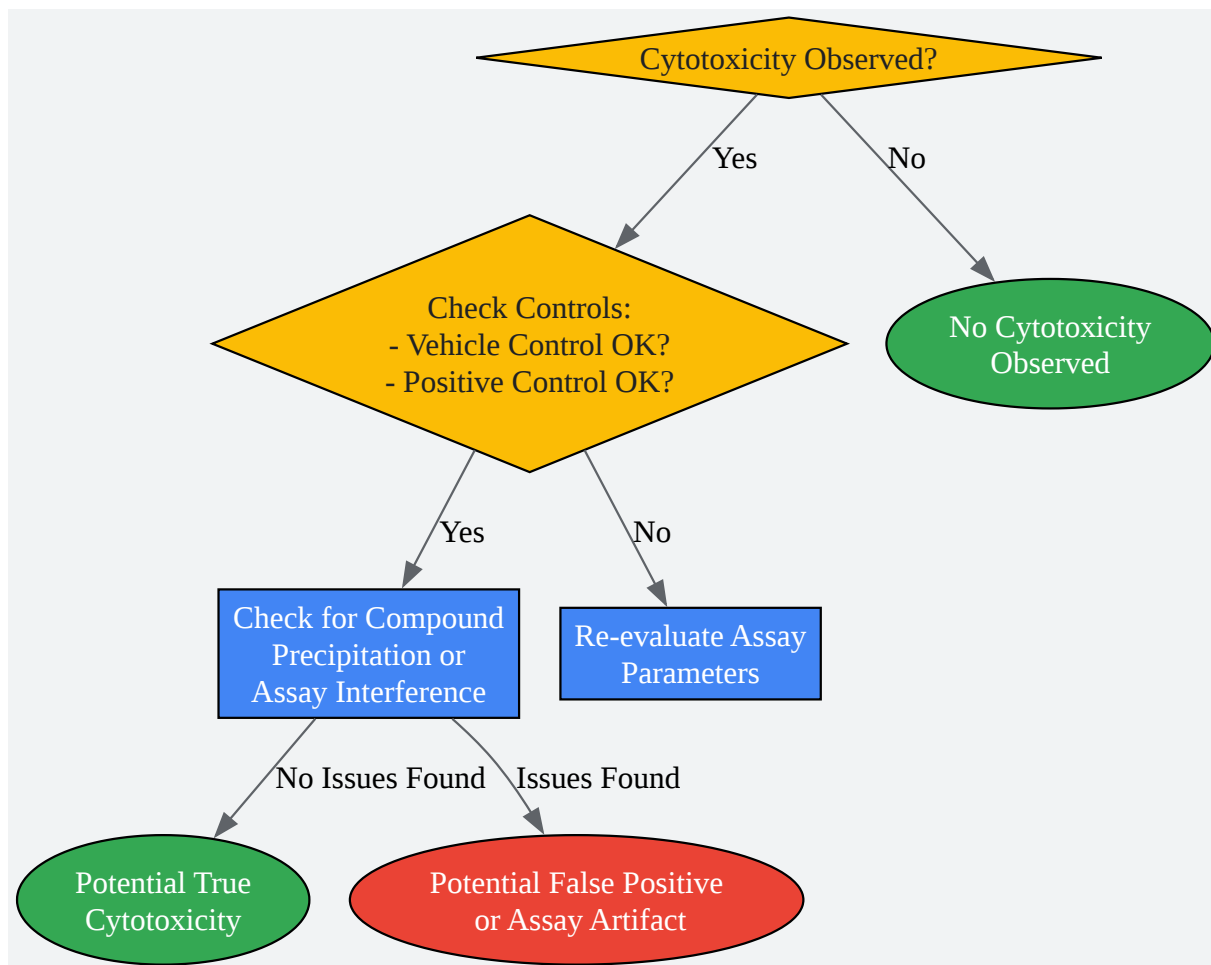 Cytotoxicity Observed?
Yes
No
Check Controls:
- Vehicle Control OK?
- Positive Control OK?
No Cytotoxicity
Observed
Yes
No
Check for Compound
Precipitation or
Assay Interference
Re-evaluate Assay
Parameters
No Issues Found
Issues Found
Potential True
Cytotoxicity
Potential False Positive
or Assay Artifact